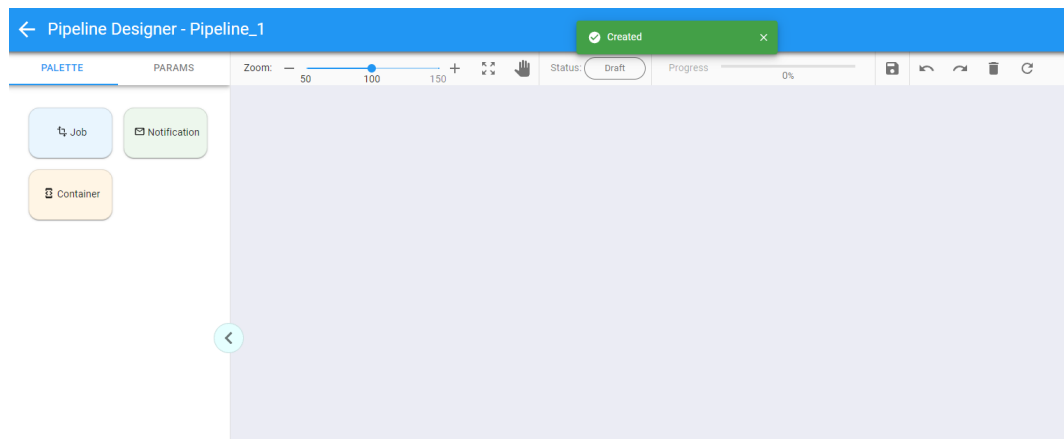 Pipeline Designer - Pipeline_1
Created
PALETTE
PARAMS
Zoom:
50
100
150
Status:
Draft
Progress
0%
Job
Notification
Container